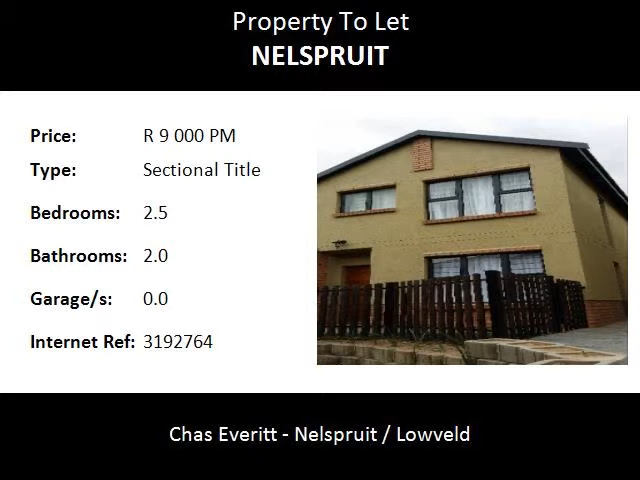 Property To Let
NELSPRUIT
Price: R 9 000 PM
Type: Sectional Title
Bedrooms: 2.5
Bathrooms: 2.0
Garage/s: 0.0
Internet Ref: 3192764
Chas Everitt - Nelspruit / Lowveld